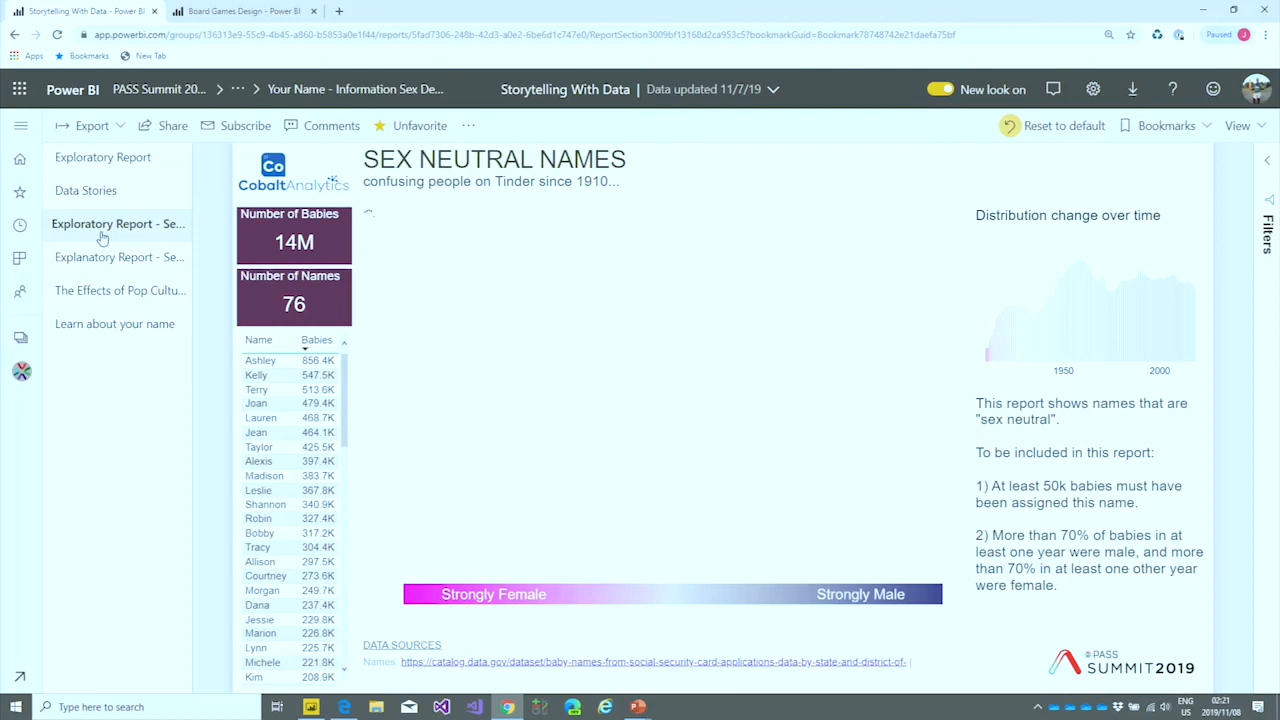 Storytelling With Data - Power BI
Board Games Design - Power BI
app.powerbi.com/groups/136313e9-55c9-4b45-a860-b5853a0e1f44/reports/5fad7306-248b-42d3-a0e2-6be6d1c747e0/ReportSection3009bf13168d2ca953c5?bookmarkGuid=Bookmark78748742e21daefa75bf
Paused
J
Apps
Bookmarks
New Tab
Power BI
PASS Summit 20...
Your Name - Information Sex De...
Storytelling With Data
Data updated 11/7/19
New look on
Export
Share
Subscribe
Comments
Unfavorite
Reset to default
Bookmarks
View
Exploratory Report
Data Stories
Exploratory Report - Se...
Explanatory Report - Se...
The Effects of Pop Cultu...
Learn about your name
Co
CobaltAnalytics
SEX NEUTRAL NAMES
confusing people on Tinder since 1910...
Number of Babies
14M
Number of Names
76
Name Babies
Ashley 856.4K
Kelly 547.5K
Terry 513.6K
Joan 479.4K
Lauren 468.7K
Jean 464.1K
Taylor 425.5K
Alexis 397.4K
Madison 383.7K
Leslie 367.8K
Shannon 340.9K
Robin 327.4K
Bobby 317.2K
Tracy 304.4K
Allison 297.5K
Courtney 273.6K
Morgan 249.7K
Dana 237.4K
Jessie 229.8K
Marion 226.8K
Lynn 225.7K
Michele 221.8K
Kim 208.9K
Strongly Female
Strongly Male
DATA SOURCES
Names: https://catalog.data.gov/dataset/baby-names-from-social-security-card-applications-data-by-state-and-district-of-
Distribution change over time
1950 2000
This report shows names that are
"sex neutral".
To be included in this report:
1) At least 50k babies must have
been assigned this name.
2) More than 70% of babies in at
least one year were male, and more
than 70% in at least one other year
were female.
PASS
SUMMIT2019
Filters
Type here to search
ENG
US
02:21
2019/11/08